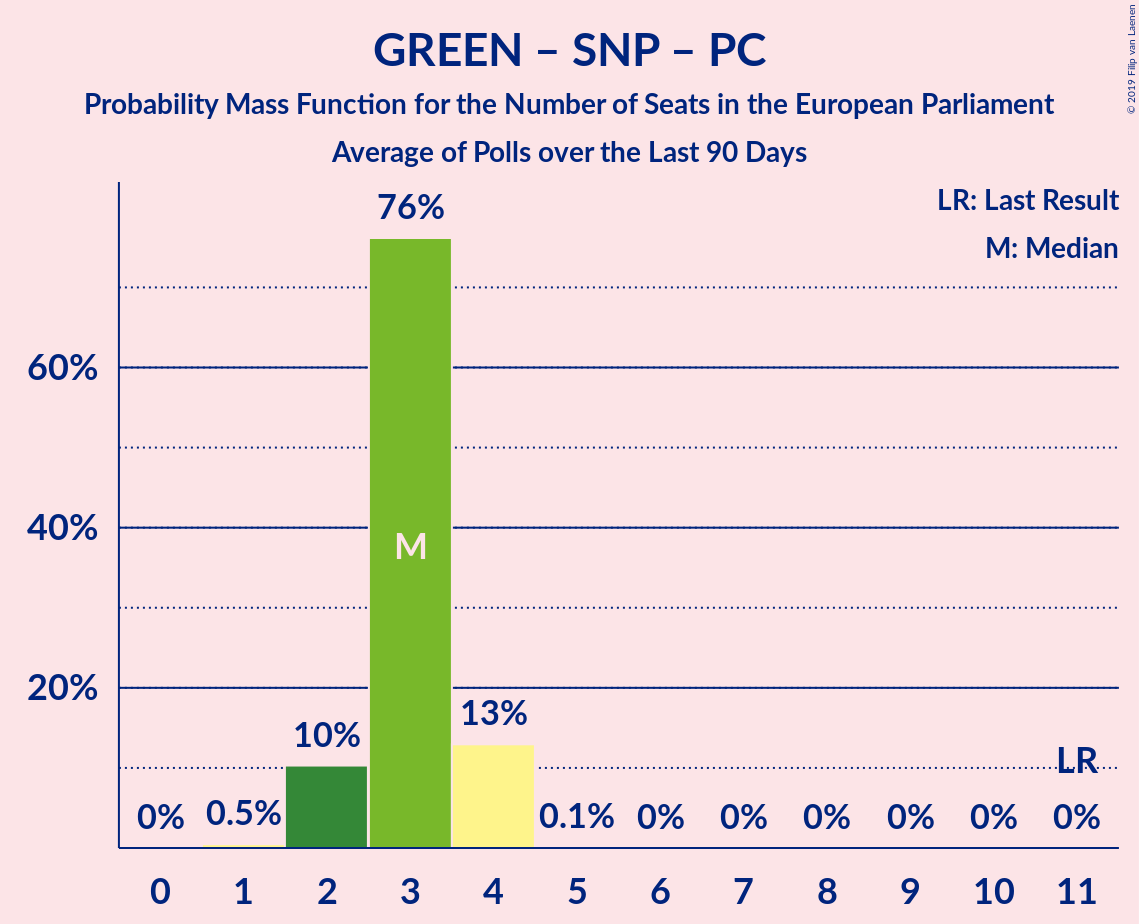 GREEN – SNP – PC
Probability Mass Function for the Number of Seats in the European Parliament
Average of Polls over the Last 90 Days
© 2019 Filip van Laenen
LR: Last Result
M: Median
76%
60%
M
40%
20%
13%
10%
LR
0% 0.5% 0.1% 0% 0% 0% 0% 0% 0%
0 1 2 3 4 5 6 7 8 9 10 11